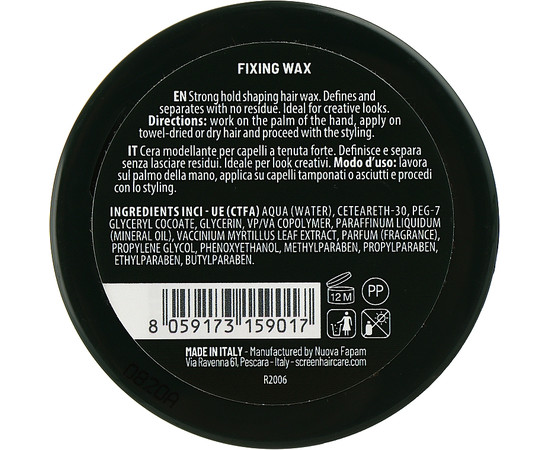 FIXING WAX
EN Strong hold shaping hair wax. Defines and
separates with no residue. Ideal for creative looks.
Directions: work on the palm of the hand, apply on
towel-dried or dry hair and proceed with the styling.
IT Cera modellante per capelli a tenuta forte. Definisce e separa
senza lasciare residui. Ideale per look creativi. Modo d'uso: lavora
sul palmo della mano, applica su capelli tamponati o asciutti e procedi
con lo styling.
INGREDIENTS INCI - UE (CTFA) AQUA (WATER), CETEARETH-30, PEG-7
GLYCERYL COCOATE, GLYCERIN, VP/VA COPOLYMER, PARAFFINUM LIQUIDUM
(MINERAL OIL), VACCINIUM MYRTILLUS LEAF EXTRACT, PARFUM (FRAGRANCE),
PROPYLENE GLYCOL, PHENOXYETHANOL, METHYLPARABEN, PROPYLPARABEN,
ETHYLPARABEN, BUTYLPARABEN.
12 M
PP
8 059173 159017
MADE IN ITALY - Manufactured by Nuova Fapam
Via Ravenna 61, Pescara - Italy - screenhaircare.com
R2006